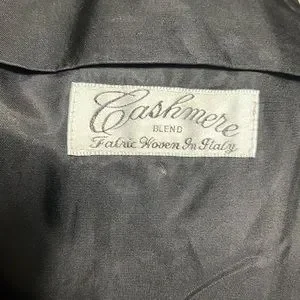 Cashmere
BLEND
Fabric Woven In Italy